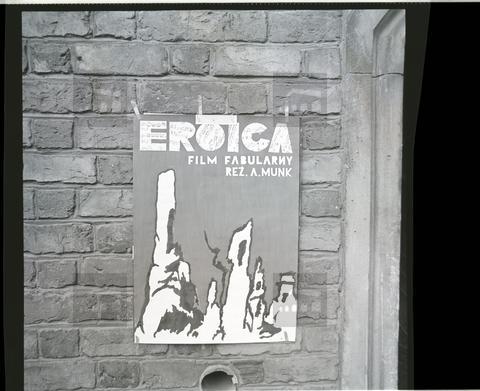 EROICA
FILM FABULARNY
REŻ. A. MUNK